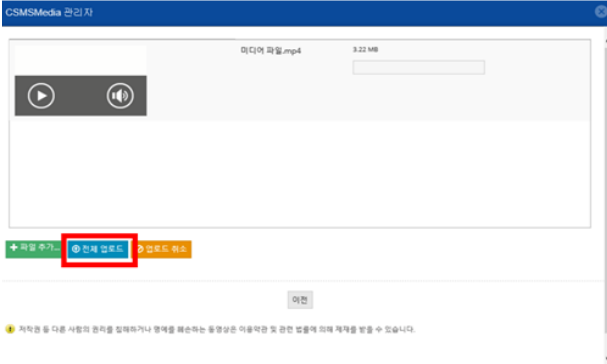 CSMSMedia 관리자
미디어 파일.mp4
3.22 MB
파일 추가...
전체 업로드
업로드 취소
이전
저작권 등 다른 사람의 권리를 침해하거나 명예를 훼손하는 동영상은 이용약관 및 관련 법률에 의해 제재를 받을 수 있습니다.